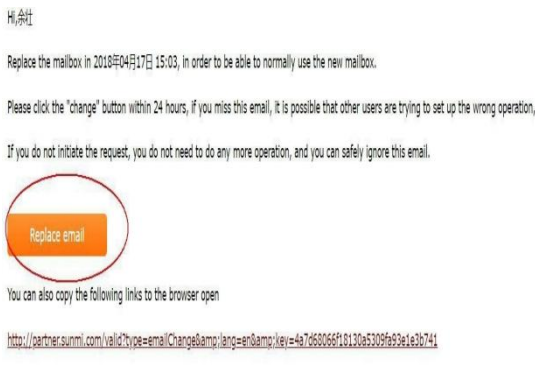 Hi,余壮
Replace the mailbox in 2018年04月17日 15:03, in order to be able to normally use the new mailbox.
Please click the "change" button within 24 hours, if you miss this email, it is possible that other users are trying to set up the wrong operation,
If you do not initiate the request, you do not need to do any more operation, and you can safely ignore this email.
Replace email
You can also copy the following links to the browser open
http://partner.sunmi.com/valid?type=emailChange&amp;lang=en&amp;key=4a7d68066f18130a5309fa93e1e3b741